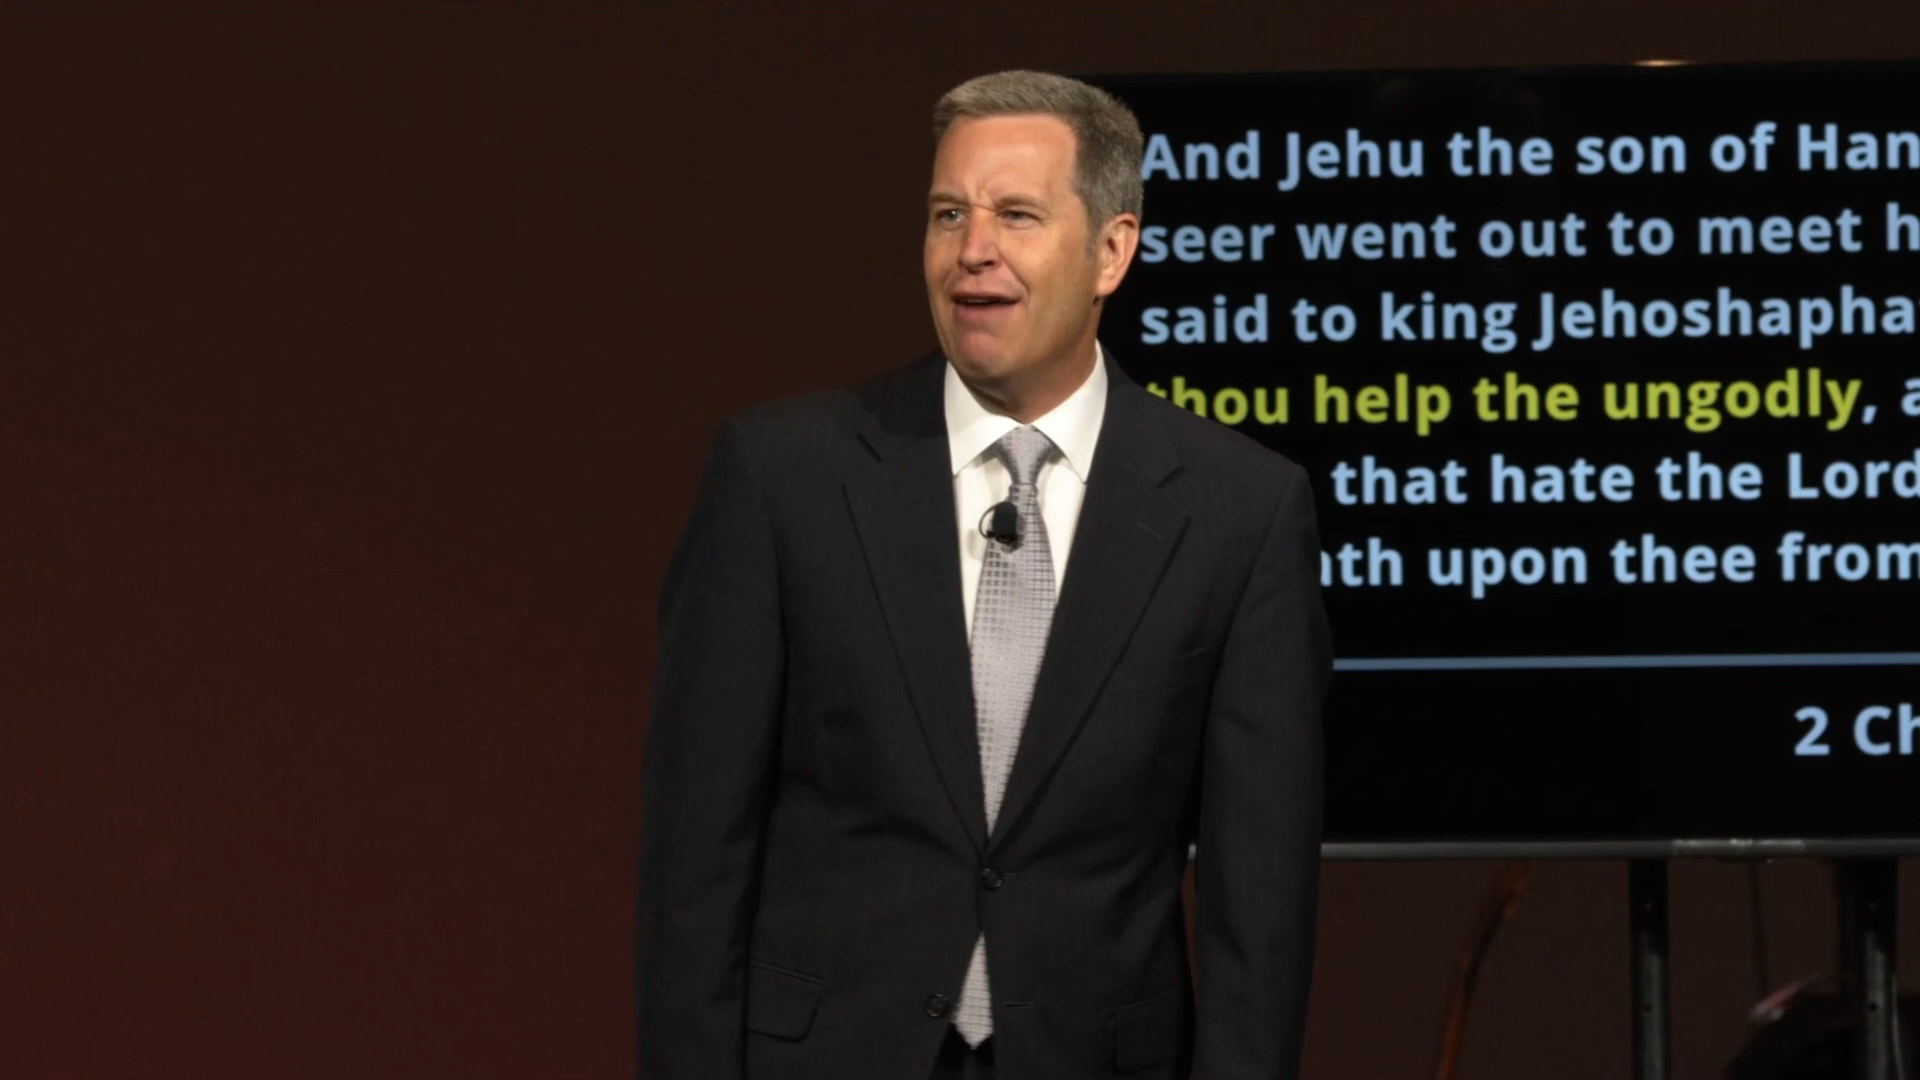 And Jehu the son of Han
seer went out to meet h
said to king Jehoshapha
thou help the ungodly, a
that hate the Lord
ath upon thee from
2 Ch